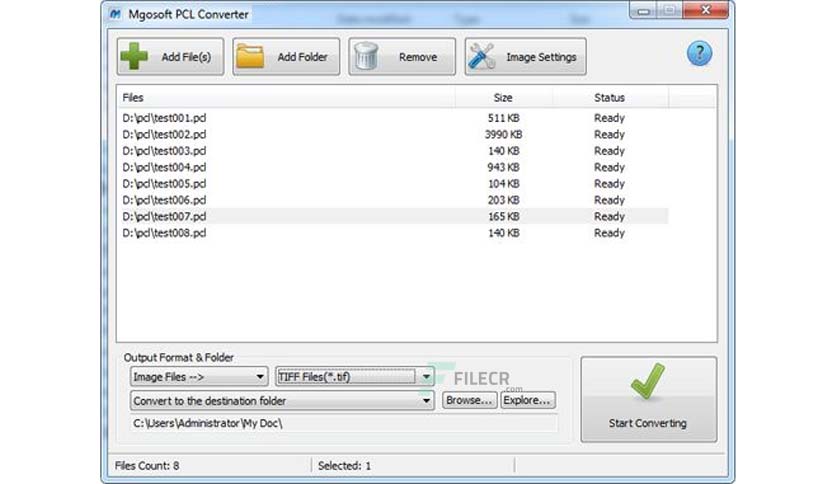 Mgosoft PCL Converter
Add File(s) Add Folder Remove Image Settings ?
Files Size Status
D:\pcl\test001.pcl 511 KB Ready
D:\pcl\test002.pcl 3990 KB Ready
D:\pcl\test003.pcl 140 KB Ready
D:\pcl\test004.pcl 943 KB Ready
D:\pcl\test005.pcl 104 KB Ready
D:\pcl\test006.pcl 203 KB Ready
D:\pcl\test007.pcl 165 KB Ready
D:\pcl\test008.pcl 140 KB Ready
Output Format & Folder
Image Files --> TIFF Files(*.tif)
FILECR
.com
Convert to the destination folder Browse... Explore...
C:\Users\Administrator\My Doc\
Start Converting
Files Count: 8 Selected: 1